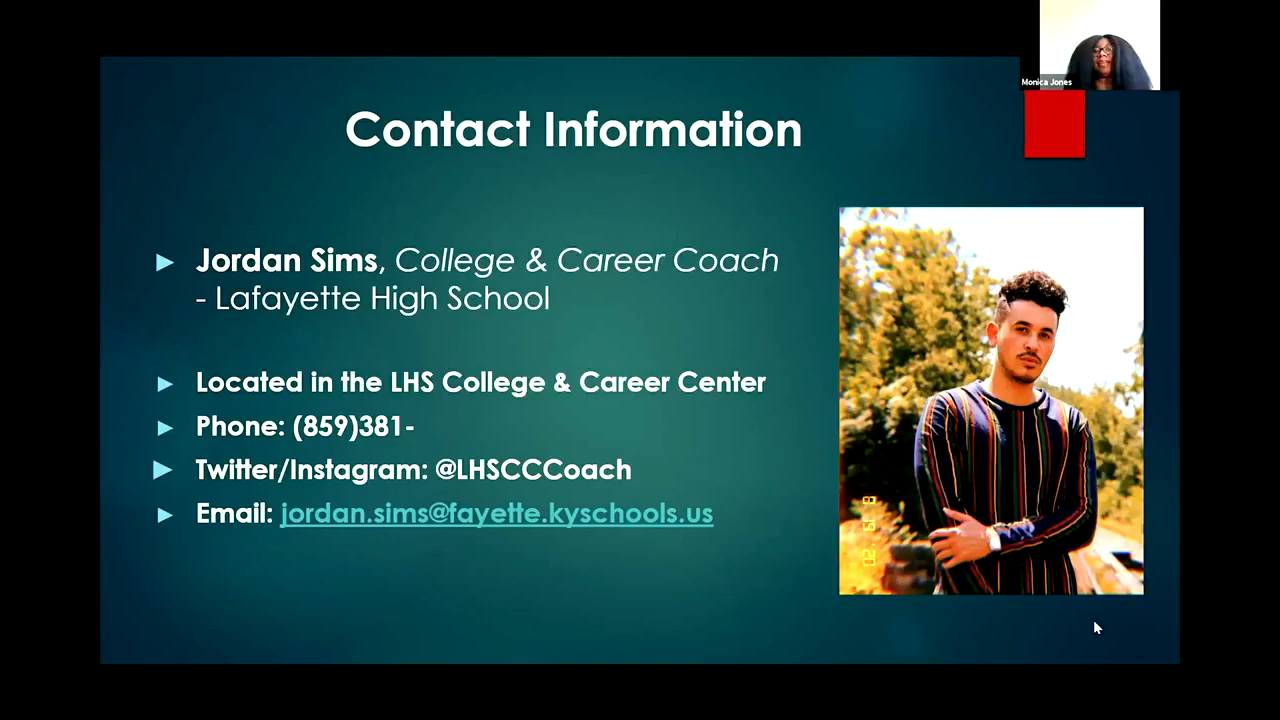 Monica Jones
Contact Information
Jordan Sims, College & Career Coach
- Lafayette High School
Located in the LHS College & Career Center
Phone: (859)381-
Twitter/Instagram: @LHSCCCoach
Email: jordan.sims@fayette.kyschools.us